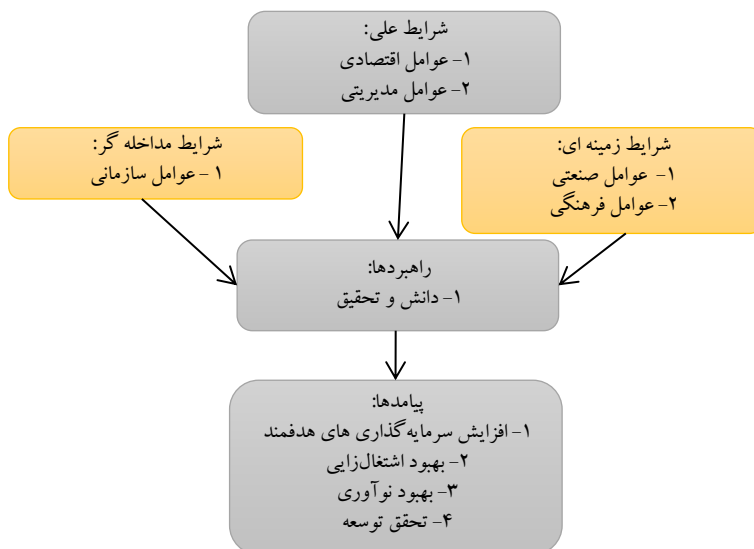 شرایط علی:
۱- عوامل اقتصادی
۲- عوامل مدیریتی
شرایط زمینه ای:
۱- عوامل صنعتی
۲- عوامل فرهنگی
شرایط مداخله گر:
۱- عوامل سازمانی
راهبردها:
۱- دانش و تحقیق
پیامدها:
۱- افزایش سرمایه‌گذاری های هدفمند
۲- بهبود اشتغال‌زایی
۳- بهبود نوآوری
۴- تحقق توسعه